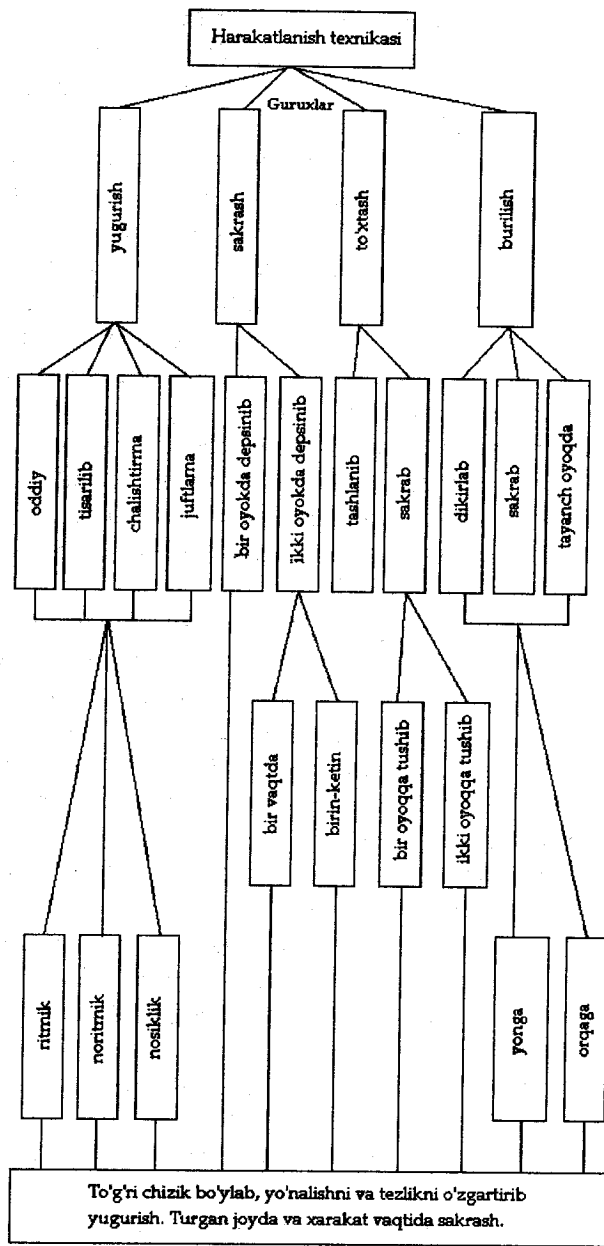 Harakatlanish texnikasi
Guruxlar
yugurish
sakrash
to'xtash
burilish
oddiy
tisarilib
chalishtirma
juftlama
bir oyokda depsinib
ikki oyokda depsinib
tashlanib
sakrab
dikirlab
sakrab
tayanch oyoqda
bir vaqtda
birin-ketin
bir oyoqqa tushib
ikki oyoqqa tushib
ritmik
noritmik
nosiklik
yonga
orqaga
To'g'ri chizik bo'ylab, yo'nalishni va tezlikni o'zgartirib
yugurish. Turgan joyda va xarakat vaqtida sakrash.